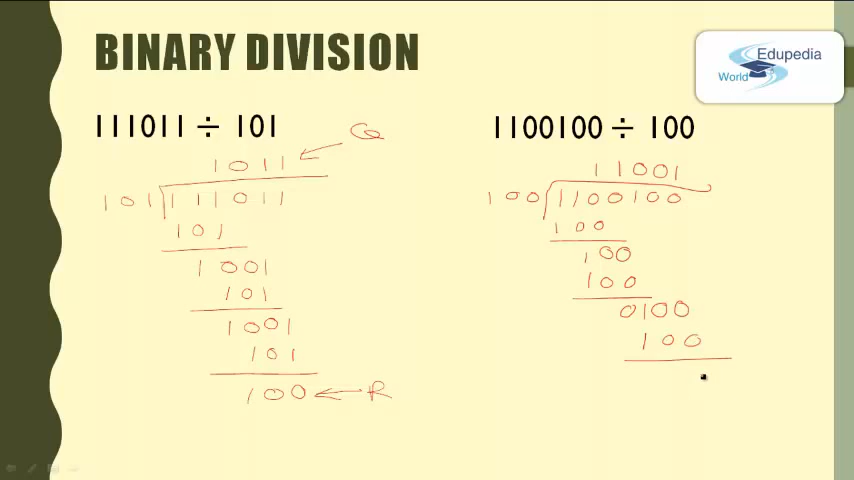 BINARY DIVISION
Edupedia
World
111011 ÷ 101
Q
1011
101 111011
101
1001
101
1001
101
100 ← R
1100100 ÷ 100
11001
100 1100100
100
100
100
0100
100